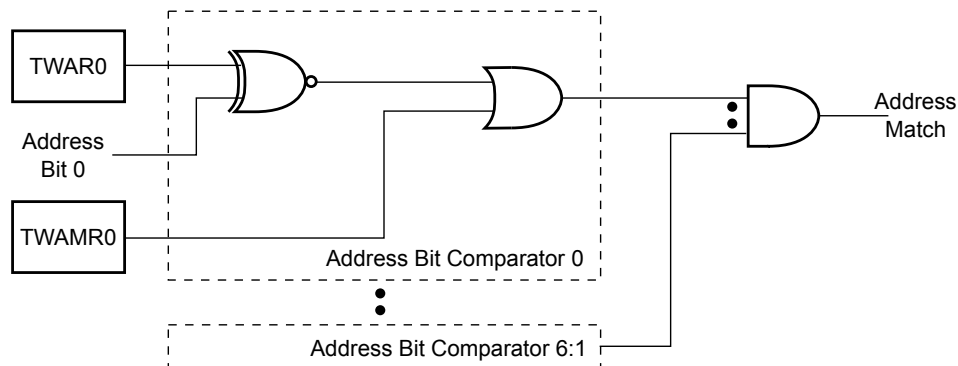 TWAR0
Address
Bit 0
TWAMR0
Address Bit Comparator 0
Address Bit Comparator 6:1
Address
Match